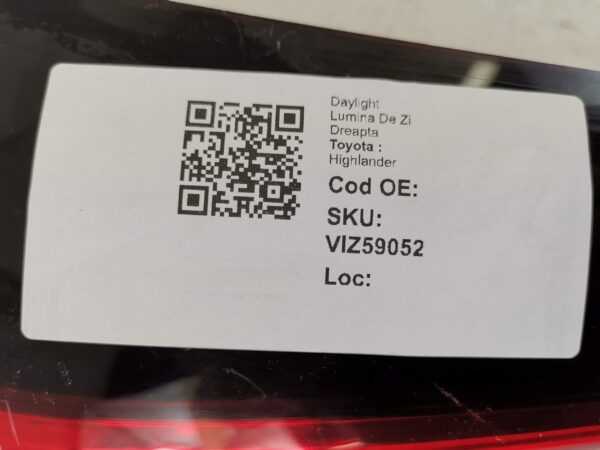 Daylight
Lumina De Zi
Dreapta
Toyota :
Highlander
Cod OE:
SKU:
VIZ59052
Loc: